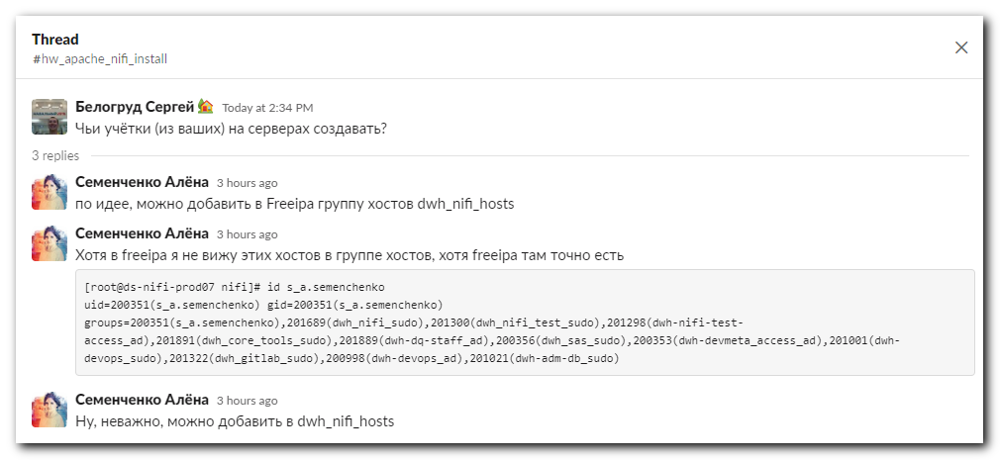 Thread
#hw_apache_nifi_install
Белогруд Сергей 🏡 Today at 2:34 PM
Чьи учётки (из ваших) на серверах создавать?
3 replies
Семенченко Алёна 3 hours ago
по идее, можно добавить в Freeipa группу хостов dwh_nifi_hosts
Семенченко Алёна 3 hours ago
Хотя в freeipa я не вижу этих хостов в группе хостов, хотя freeipa там точно есть
[root@ds-nifi-prod07 nifi]# id s_a.semenchenko
uid=200351(s_a.semenchenko) gid=200351(s_a.semenchenko)
groups=200351(s_a.semenchenko),201689(dwh_nifi_sudo),201300(dwh_nifi_test_sudo),201298(dwh-nifi-test-
access_ad),201891(dwh_core_tools_sudo),201889(dwh-dq-staff_ad),200356(dwh_sas_sudo),200353(dwh-devmeta_access_ad),201001(dwh-
devops_sudo),201322(dwh_gitlab_sudo),200998(dwh-devops_ad),201021(dwh-adm-db_sudo)
Семенченко Алёна 3 hours ago
Ну, неважно, можно добавить в dwh_nifi_hosts